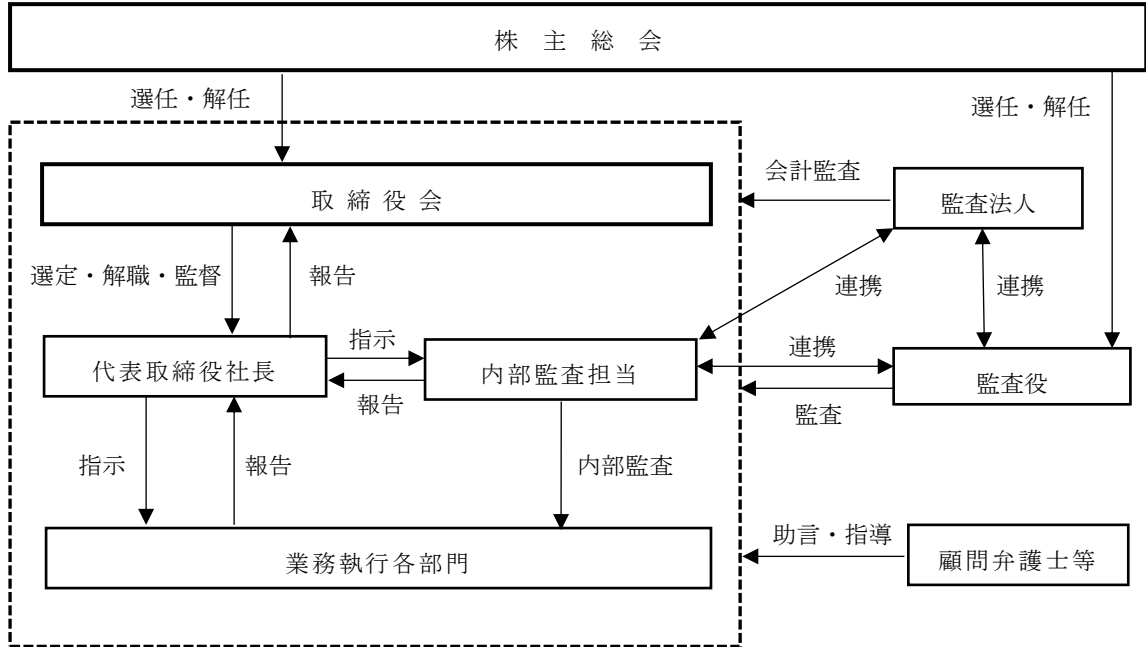 株主総会
選任・解任
選任・解任
取締役会
会計監査
監査法人
選定・解職・監督
報告
連携
連携
代表取締役社長
指示
報告
内部監査担当
連携
監査
監査役
指示
報告
内部監査
業務執行各部門
助言・指導
顧問弁護士等